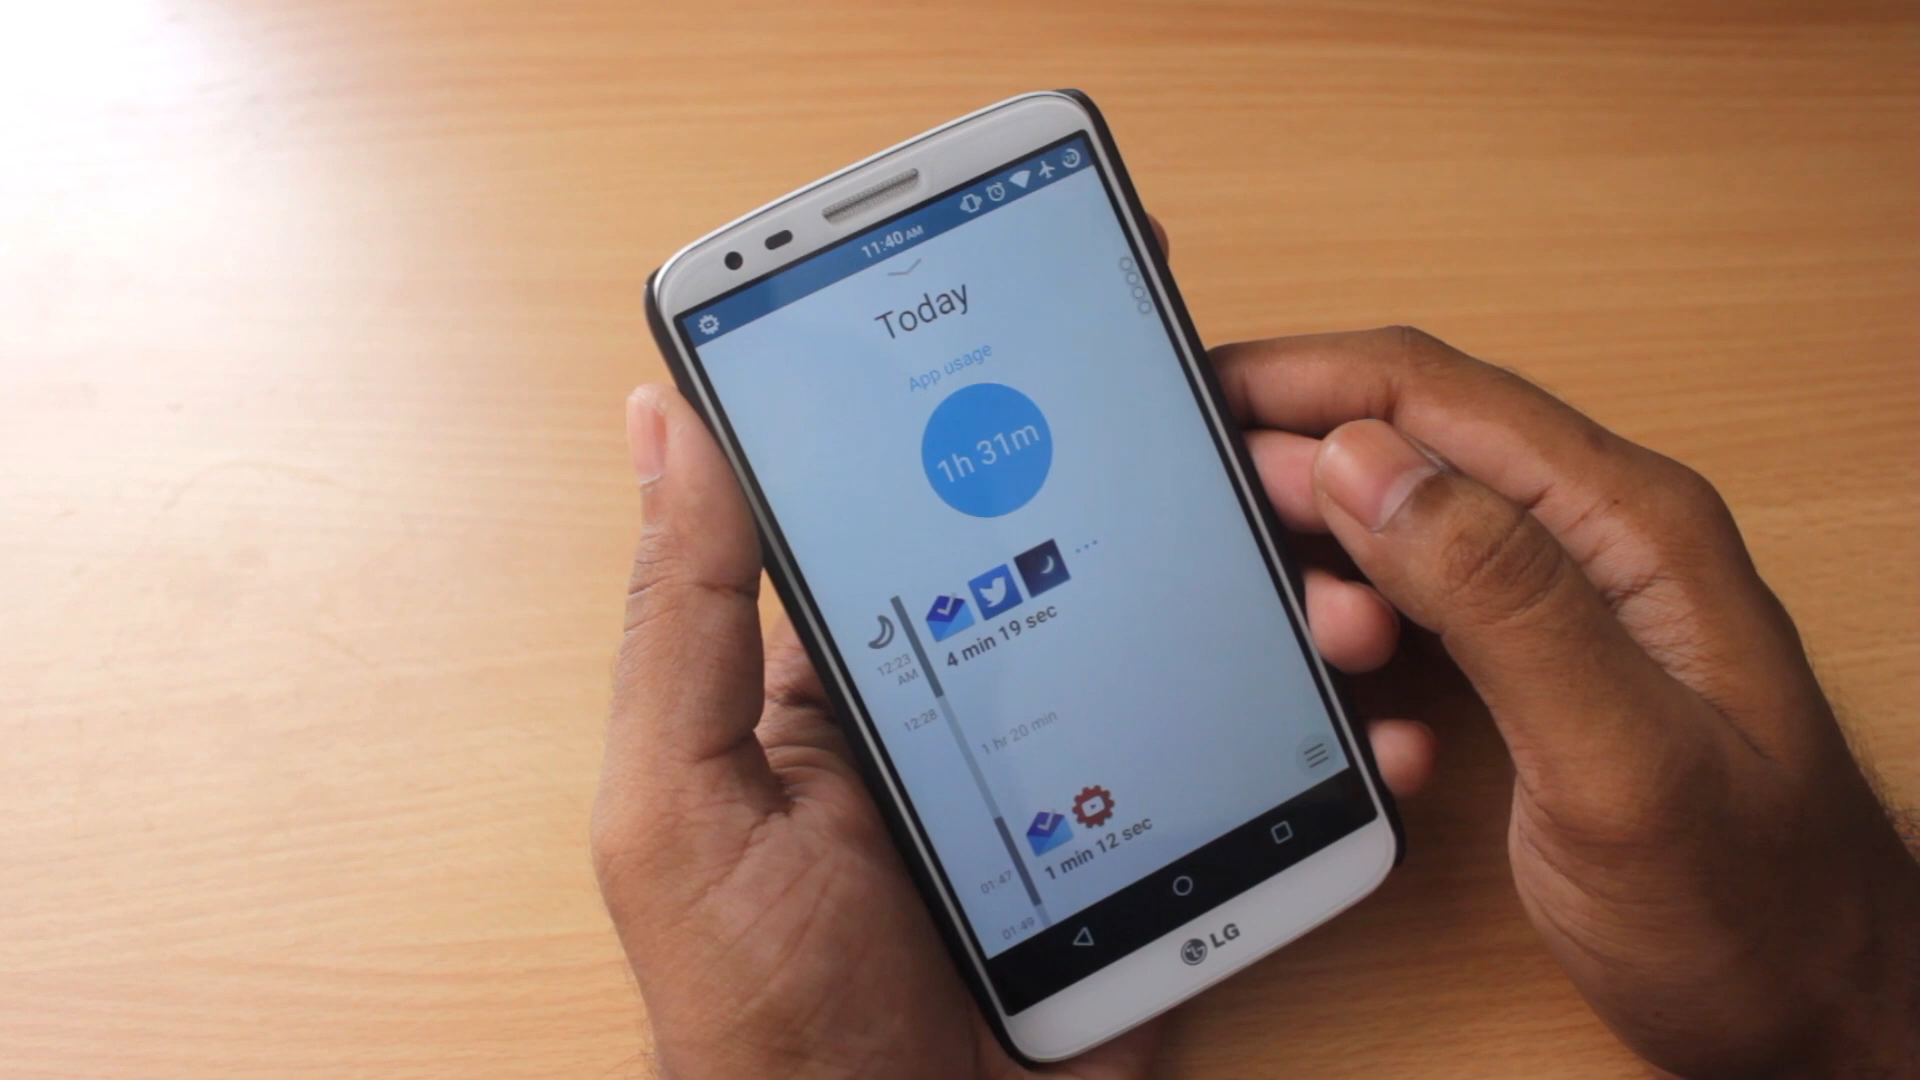 11:40 AM
Today
App usage
1h 31m
4 min 19 sec
12:23
AM
12:28
1 hr 20 min
1 min 12 sec
01:47
01:49
LG